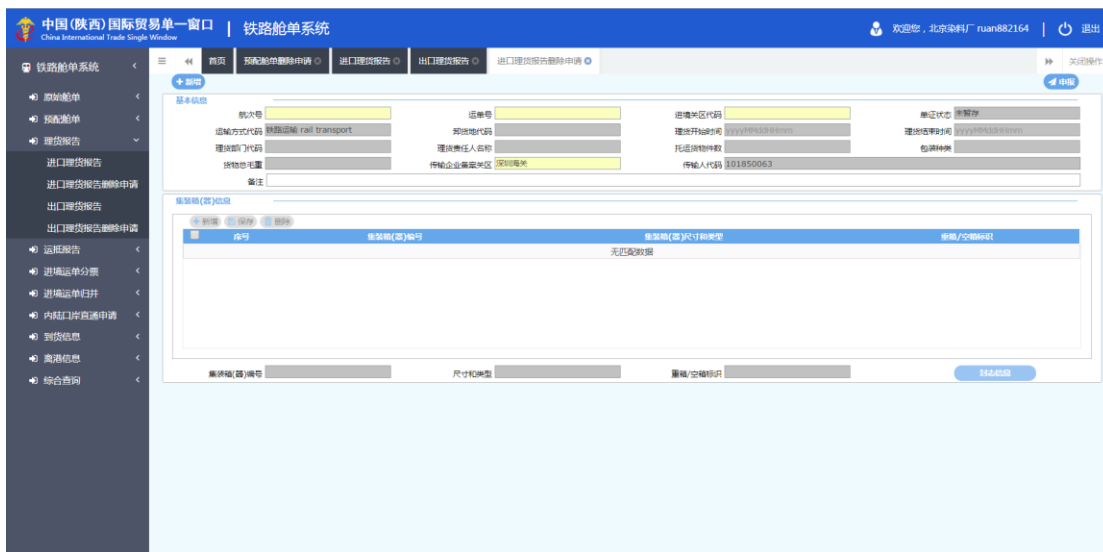 中国(陕西)国际贸易单一窗口 | 铁路舱单系统
China International Trade Single Window
欢迎您，北京染料厂 ruan882164 | 退出
铁路舱单系统
首页 预配舱单删除申请 进口理货报告 出口理货报告 进口理货报告删除申请 关闭操作
原始舱单
预配舱单
理货报告
进口理货报告
进口理货报告删除申请
出口理货报告
出口理货报告删除申请
运抵报告
进境运单分票
进境运单归并
内陆口岸直通申请
到货信息
离港信息
综合查询
新增 申报
基本信息
航次号 运单号 进境关区代码 单证状态 未暂存
运输方式代码 铁路运输 rail transport 卸货地代码 理货开始时间 yyyyMMddHHmm 理货结束时间 yyyyMMddHHmm
理货部门代码 理货责任人名称 托运货物件数 包装种类
货物总毛重 传输企业备案关区 深圳海关 传输人代码 101850063
备注
集装箱(器)信息
新增 保存 删除
序号 集装箱(器)编号 集装箱(器)尺寸和类型 重箱/空箱标识
无匹配数据
集装箱(器)编号 尺寸和类型 重箱/空箱标识 封志信息